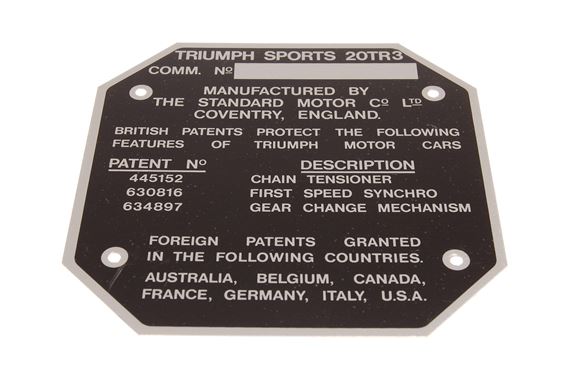 TRIUMPH SPORTS 20TR3
COMM. Nº
MANUFACTURED BY
THE STANDARD MOTOR Cº LTD
COVENTRY, ENGLAND.
BRITISH PATENTS PROTECT THE FOLLOWING
FEATURES OF TRIUMPH MOTOR CARS
PATENT Nº DESCRIPTION
445152 CHAIN TENSIONER
630816 FIRST SPEED SYNCHRO
634897 GEAR CHANGE MECHANISM
FOREIGN PATENTS GRANTED
IN THE FOLLOWING COUNTRIES.
AUSTRALIA, BELGIUM, CANADA,
FRANCE, GERMANY, ITALY, U.S.A.